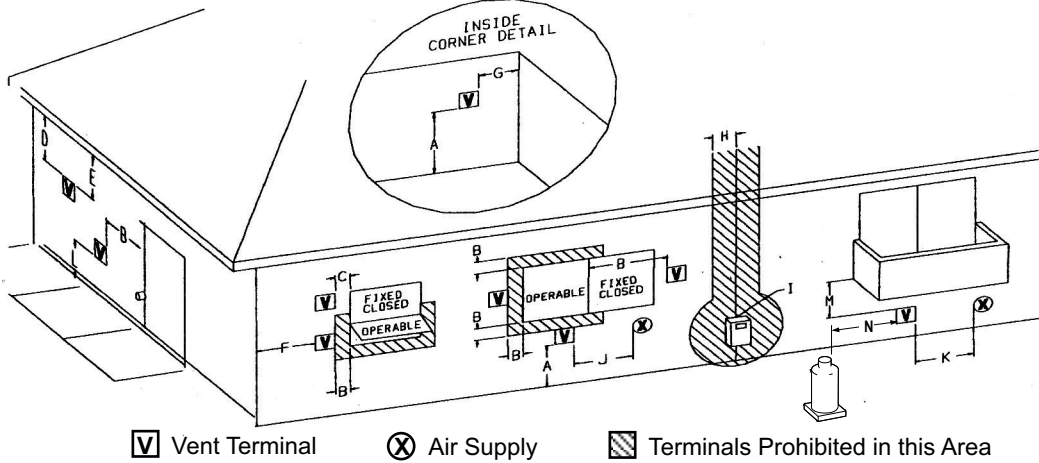 INSIDE
CORNER DETAIL
G
V
A
H
D
E
V
B
V
L
B
C
V
FIXED
CLOSED
OPERABLE
F
V
B
B
V
OPERABLE
FIXED
CLOSED
B
V
B
V
X
B
A
J
I
M
V
X
N
K
V Vent Terminal
X Air Supply
Terminals Prohibited in this Area